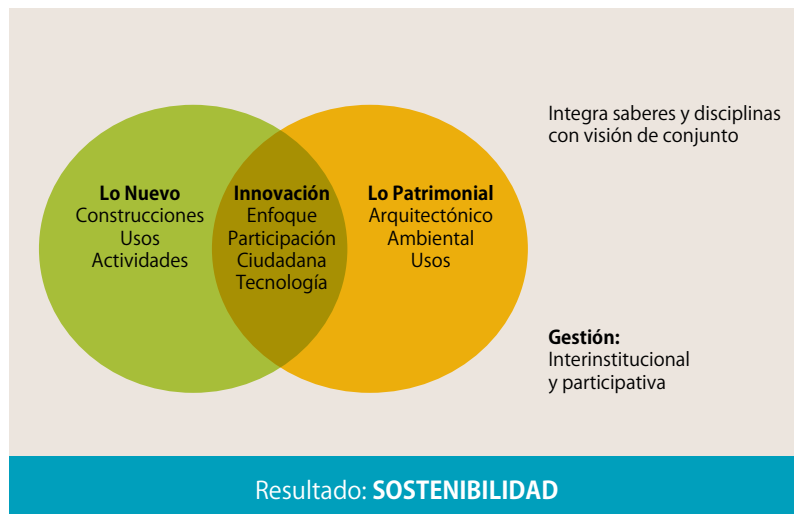 Lo Nuevo
Construcciones
Usos
Actividades
Innovación
Enfoque
Participación
Ciudadana
Tecnología
Lo Patrimonial
Arquitectónico
Ambiental
Usos
Integra saberes y disciplinas
con visión de conjunto
Gestión:
Interinstitucional
y participativa
Resultado: SOSTENIBILIDAD